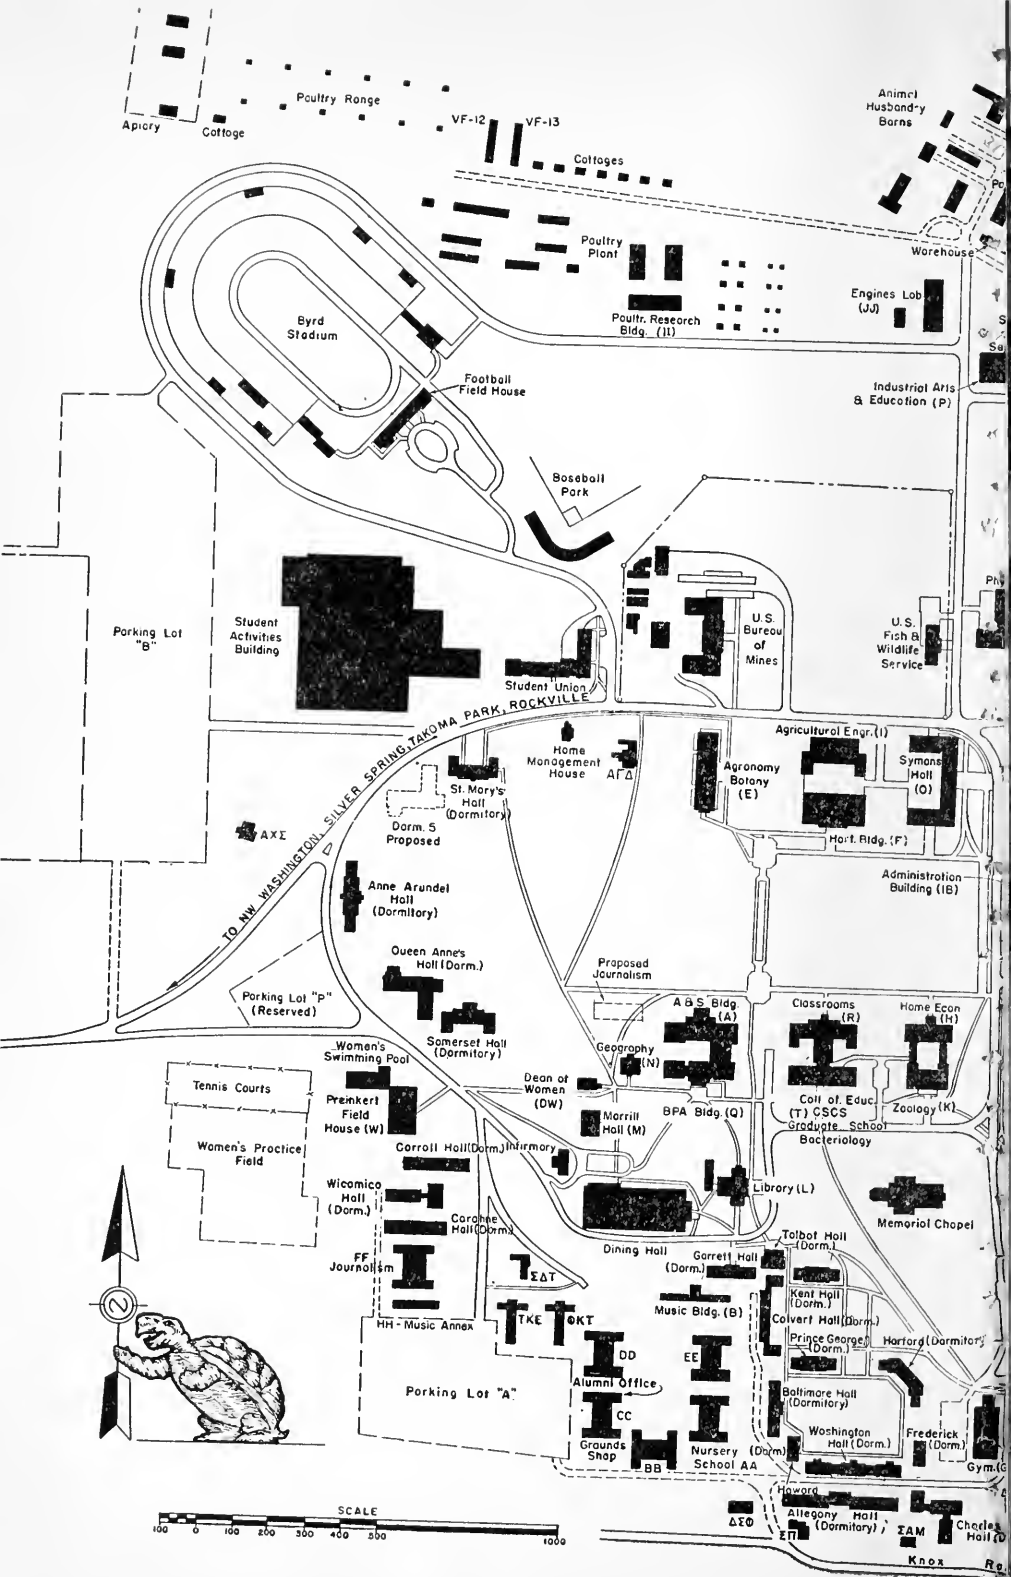 Apiary
Cottage
Poultry Range
VF-12
VF-13
Cottages
Animal
Husbandry
Barns
Warehouse
Poultry
Plant
Poultr. Research
Bldg. (II)
Engines Lab
(JJ)
Industrial Arts
& Education (P)
Byrd
Stadium
Football
Field House
Baseball
Park
Parking Lot
"B"
Student
Activities
Building
Student Union
U.S.
Bureau
of
Mines
U.S.
Fish &
Wildlife
Service
TO NW WASHINGTON, SILVER SPRING, TAKOMA PARK, ROCKVILLE
Home
Management
House
ΑΓΔ
St. Mary's
Hall
(Dormitory)
Dorm. 5
Proposed
ΑΧΣ
Agronomy
Botany
(E)
Agricultural Engr. (I)
Symons
Hall
(O)
Hort. Bldg. (F)
Administration
Building (IB)
Anne Arundel
Hall
(Dormitory)
Queen Anne's
Hall (Dorm.)
Somerset Hall
(Dormitory)
Parking Lot "P"
(Reserved)
Proposed
Journalism
A & S Bldg.
(A)
Classrooms
(R)
Home Econ
(H)
Geography
(N)
Dean of
Women
(DW)
Morrill
Hall (M)
BPA Bldg. (Q)
Coll of. Educ.
(T) CSCS
Graduate School
Bacteriology
Zoology (K)
Women's
Swimming Pool
Preinkert
Field
House (W)
Tennis Courts
Women's Practice
Field
Carroll Hall (Dorm.)
Infirmary
Wicomico
Hall
(Dorm.)
Caroline
Hall (Dorm.)
FF
Journalism
HH - Music Annex
ΣΔΤ
ΤΚΕ
ΦΚΤ
Dining Hall
Library (L)
Memorial Chapel
Garrett Hall
(Dorm.)
Talbot Hall
(Dorm.)
Kent Hall
(Dorm.)
Music Bldg. (B)
Calvert Hall (Dorm.)
Prince George
(Dorm.)
Harford (Dormitory)
DD
EE
Alumni Office
CC
Grounds
Shop
BB
Nursery
School AA
Parking Lot "A"
Baltimore Hall
(Dormitory)
Washington
Hall (Dorm.)
Frederick
(Dorm.)
(Dorm)
Howard
Gym. (G
Allegany Hall
(Dormitory)
Charles
Hall (D
ΔΣΦ
ΣΠ
ΣΑΜ
Knox Ro
SCALE
100 0 100 200 300 400 500 1000